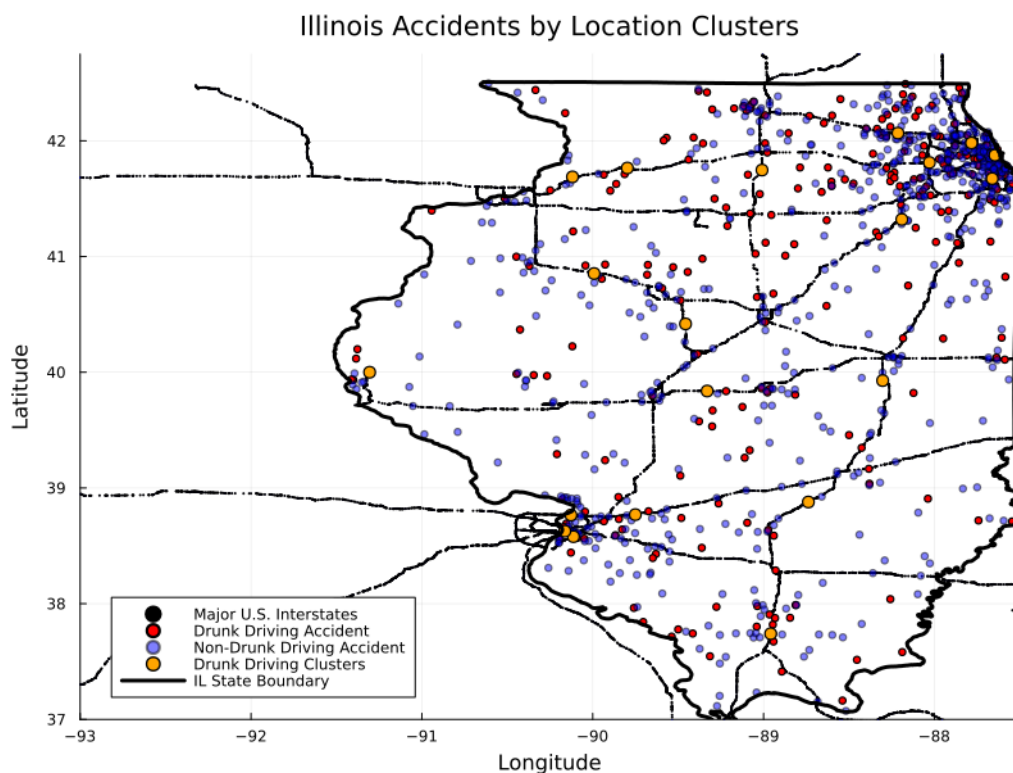 Illinois Accidents by Location Clusters
Latitude
42
41
40
39
38
37
Major U.S. Interstates
Drunk Driving Accident
Non-Drunk Driving Accident
Drunk Driving Clusters
IL State Boundary
−93
−92
−91
−90
−89
−88
Longitude